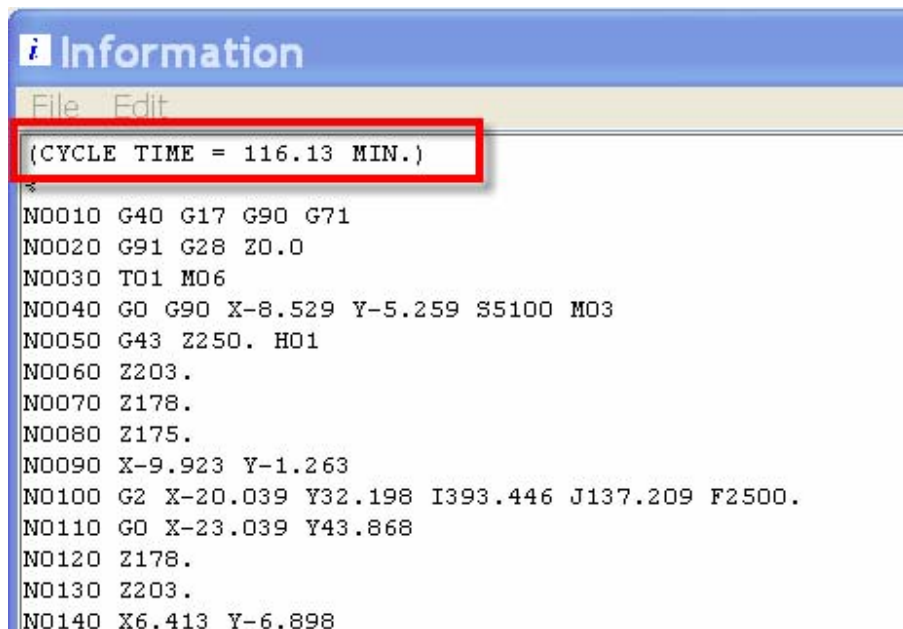 i Information
File Edit
(CYCLE TIME = 116.13 MIN.)
%
N0010 G40 G17 G90 G71
N0020 G91 G28 Z0.0
N0030 T01 M06
N0040 G0 G90 X-8.529 Y-5.259 S5100 M03
N0050 G43 Z250. H01
N0060 Z203.
N0070 Z178.
N0080 Z175.
N0090 X-9.923 Y-1.263
N0100 G2 X-20.039 Y32.198 I393.446 J137.209 F2500.
N0110 G0 X-23.039 Y43.868
N0120 Z178.
N0130 Z203.
N0140 X6.413 Y-6.898